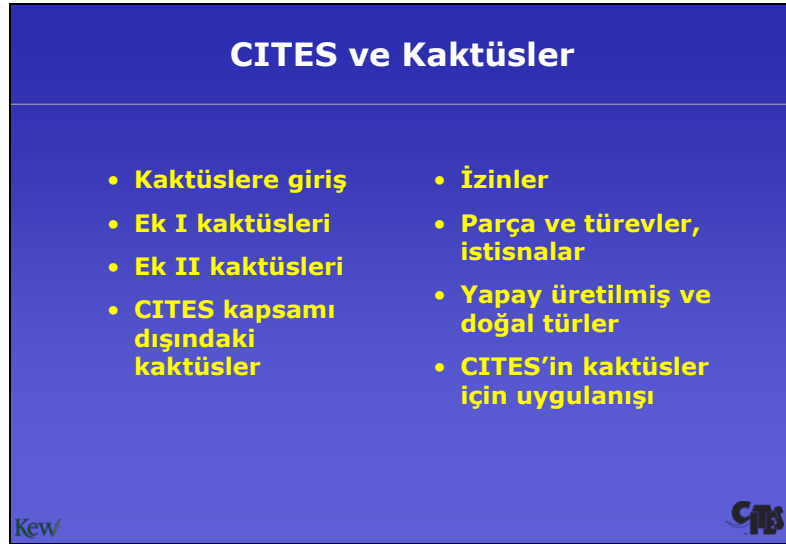 CITES ve Kaktüsler
• Kaktüslere giriş
• Ek I kaktüsleri
• Ek II kaktüsleri
• CITES kapsamı
dışındaki
kaktüsler
• İzinler
• Parça ve türevler,
istisnalar
• Yapay üretilmiş ve
doğal türler
• CITES’in kaktüsler
için uygulanışı
Kew
CITES